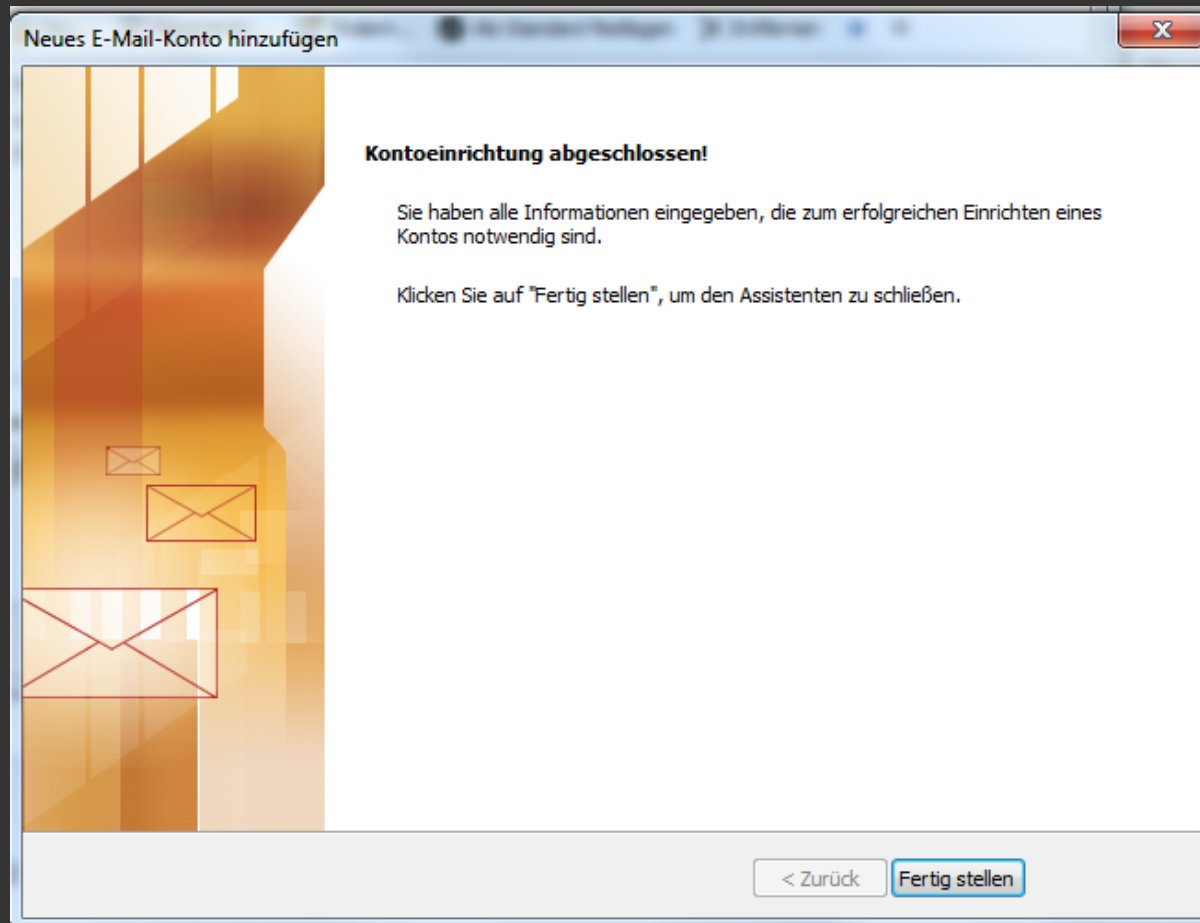 Neues E-Mail-Konto hinzufügen
Kontoeinrichtung abgeschlossen!
Sie haben alle Informationen eingegeben, die zum erfolgreichen Einrichten eines
Kontos notwendig sind.
Klicken Sie auf "Fertig stellen", um den Assistenten zu schließen.
< Zurück
Fertig stellen